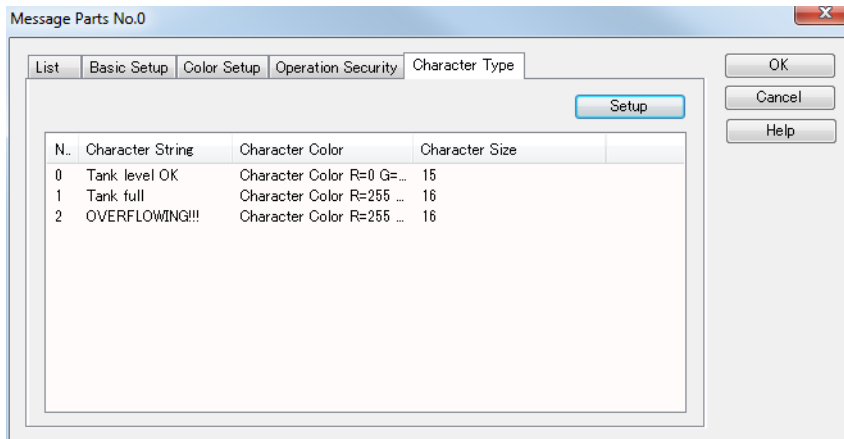 Message Parts No.0
x
List Basic Setup Color Setup Operation Security Character Type
OK
Setup
Cancel
Help
N.. Character String Character Color Character Size
0 Tank level OK Character Color R=0 G=... 15
1 Tank full Character Color R=255 ... 16
2 OVERFLOWING!!! Character Color R=255 ... 16